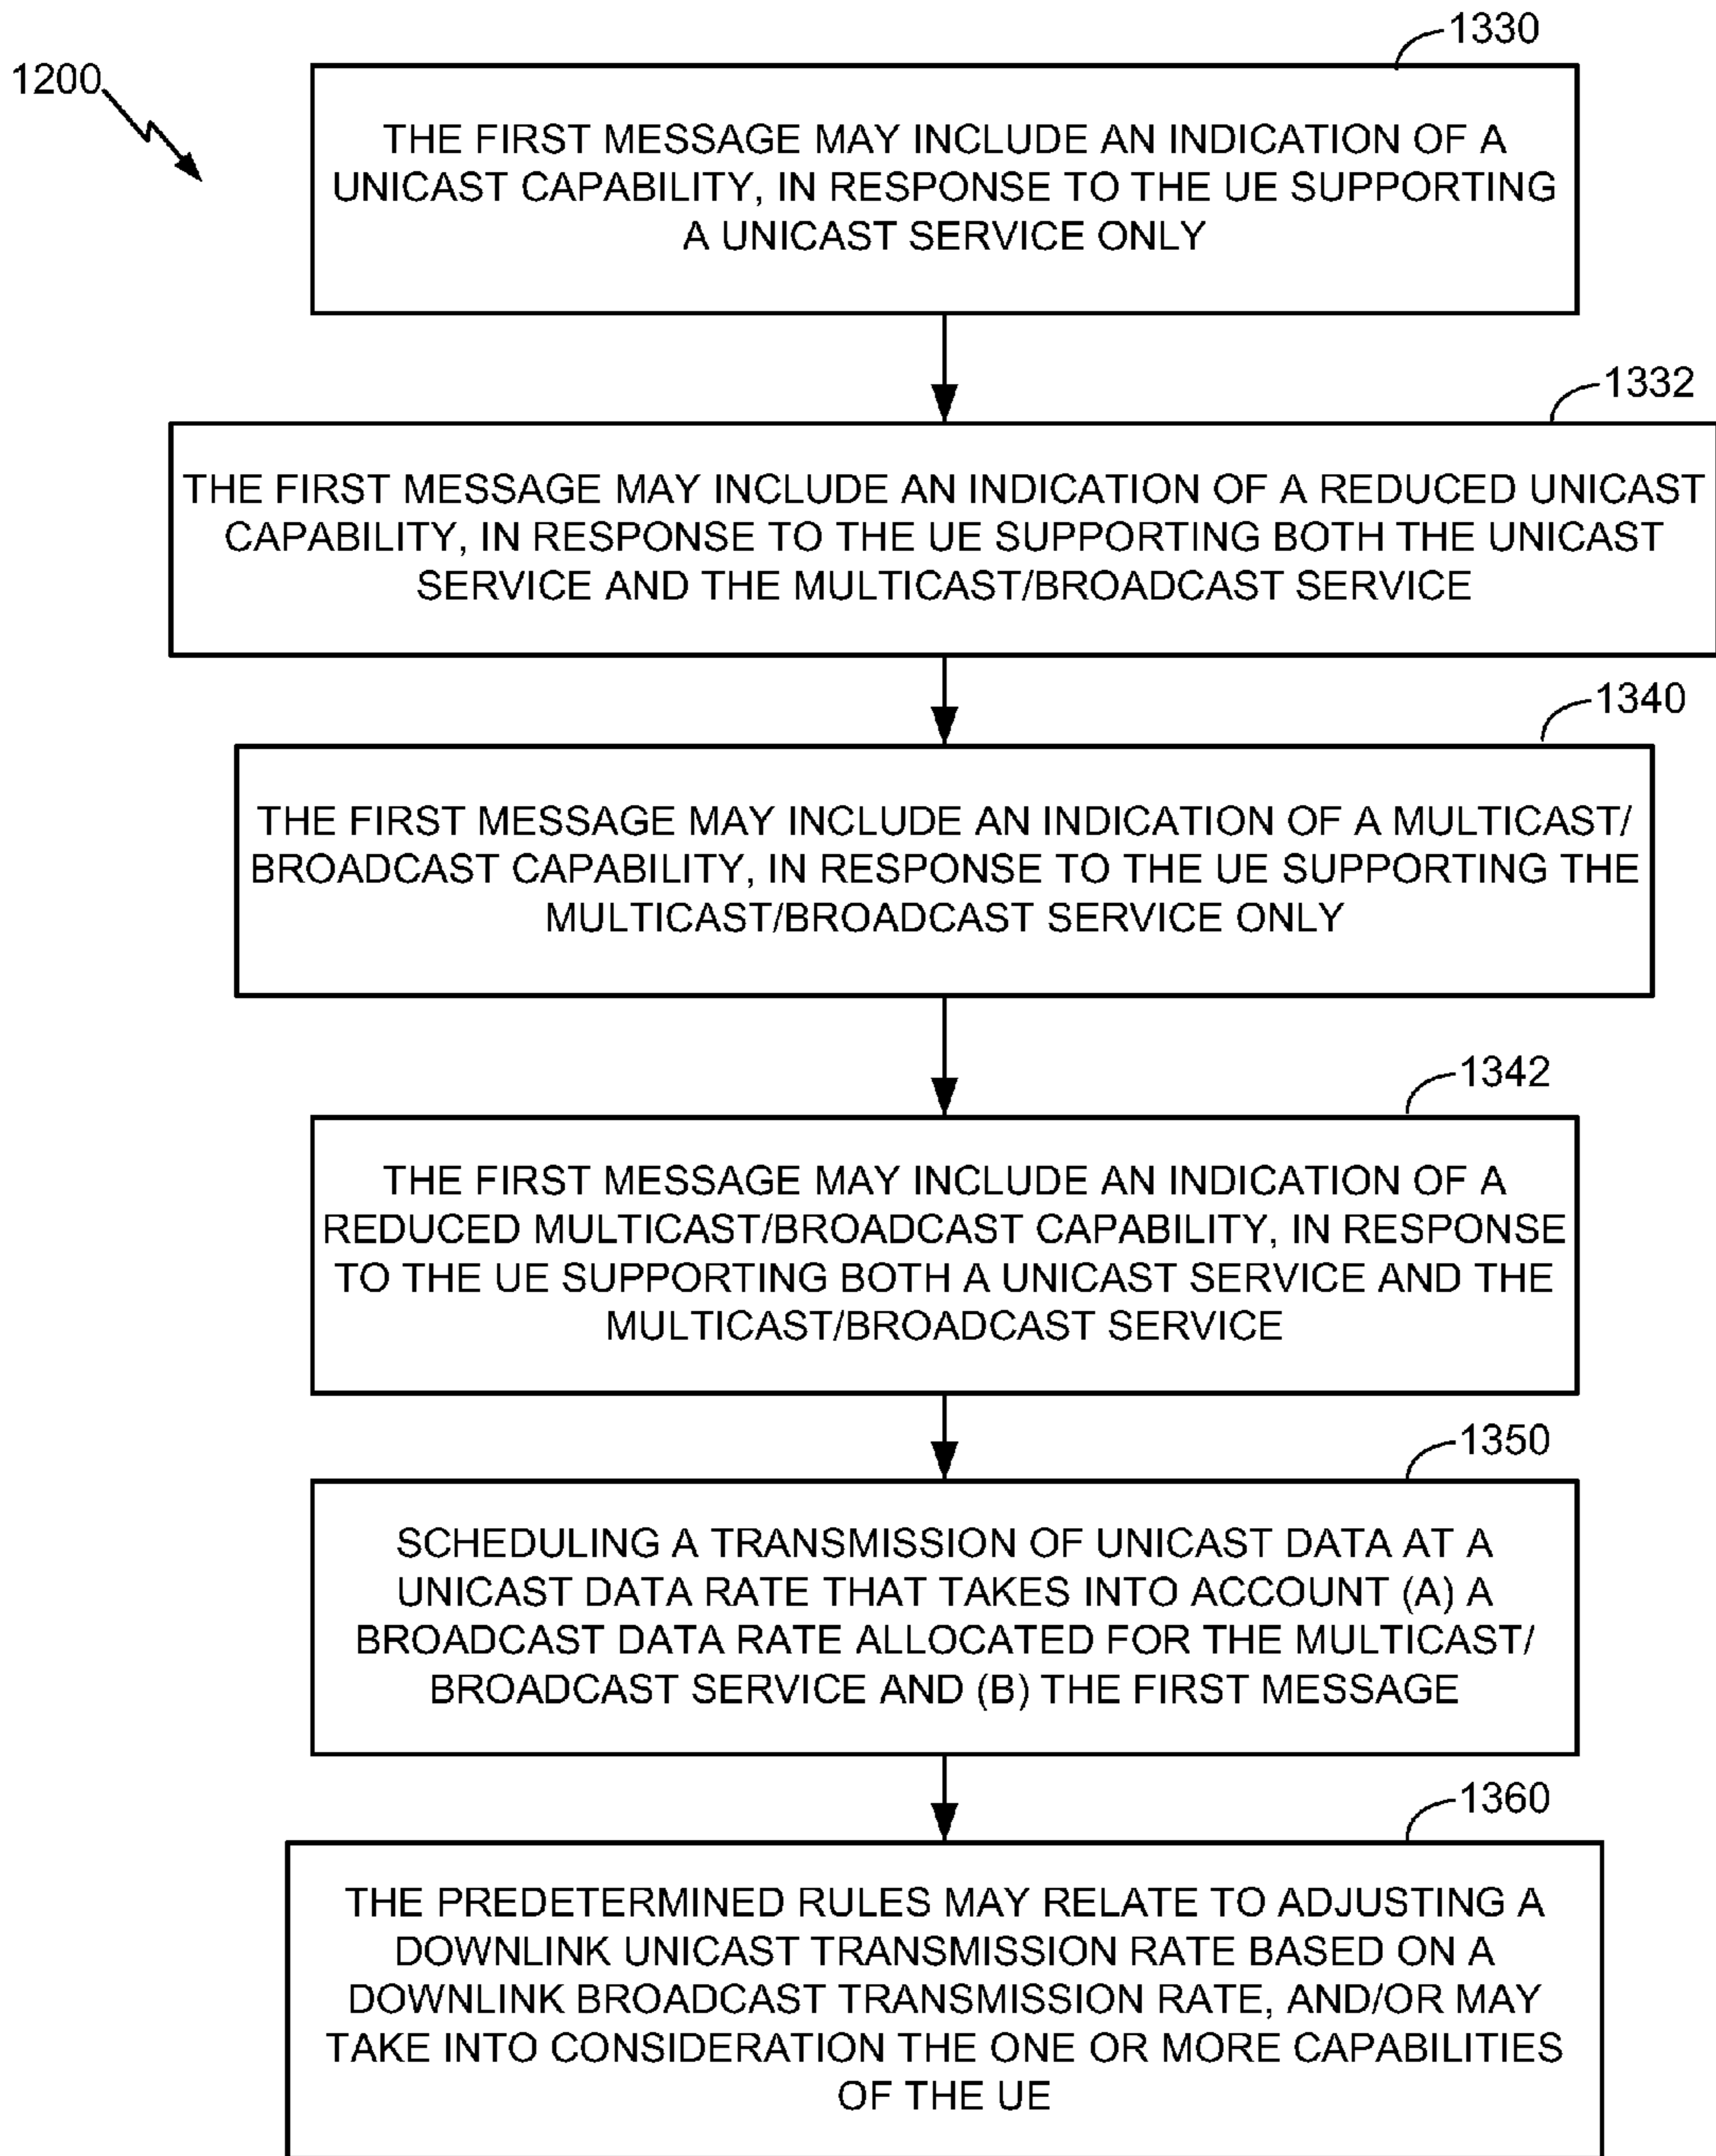 1200
1330
THE FIRST MESSAGE MAY INCLUDE AN INDICATION OF A
UNICAST CAPABILITY, IN RESPONSE TO THE UE SUPPORTING
A UNICAST SERVICE ONLY
1332
THE FIRST MESSAGE MAY INCLUDE AN INDICATION OF A REDUCED UNICAST
CAPABILITY, IN RESPONSE TO THE UE SUPPORTING BOTH THE UNICAST
SERVICE AND THE MULTICAST/BROADCAST SERVICE
1340
THE FIRST MESSAGE MAY INCLUDE AN INDICATION OF A MULTICAST/
BROADCAST CAPABILITY, IN RESPONSE TO THE UE SUPPORTING THE
MULTICAST/BROADCAST SERVICE ONLY
1342
THE FIRST MESSAGE MAY INCLUDE AN INDICATION OF A
REDUCED MULTICAST/BROADCAST CAPABILITY, IN RESPONSE
TO THE UE SUPPORTING BOTH A UNICAST SERVICE AND THE
MULTICAST/BROADCAST SERVICE
1350
SCHEDULING A TRANSMISSION OF UNICAST DATA AT A
UNICAST DATA RATE THAT TAKES INTO ACCOUNT (A) A
BROADCAST DATA RATE ALLOCATED FOR THE MULTICAST/
BROADCAST SERVICE AND (B) THE FIRST MESSAGE
1360
THE PREDETERMINED RULES MAY RELATE TO ADJUSTING A
DOWNLINK UNICAST TRANSMISSION RATE BASED ON A
DOWNLINK BROADCAST TRANSMISSION RATE, AND/OR MAY
TAKE INTO CONSIDERATION THE ONE OR MORE CAPABILITIES
OF THE UE